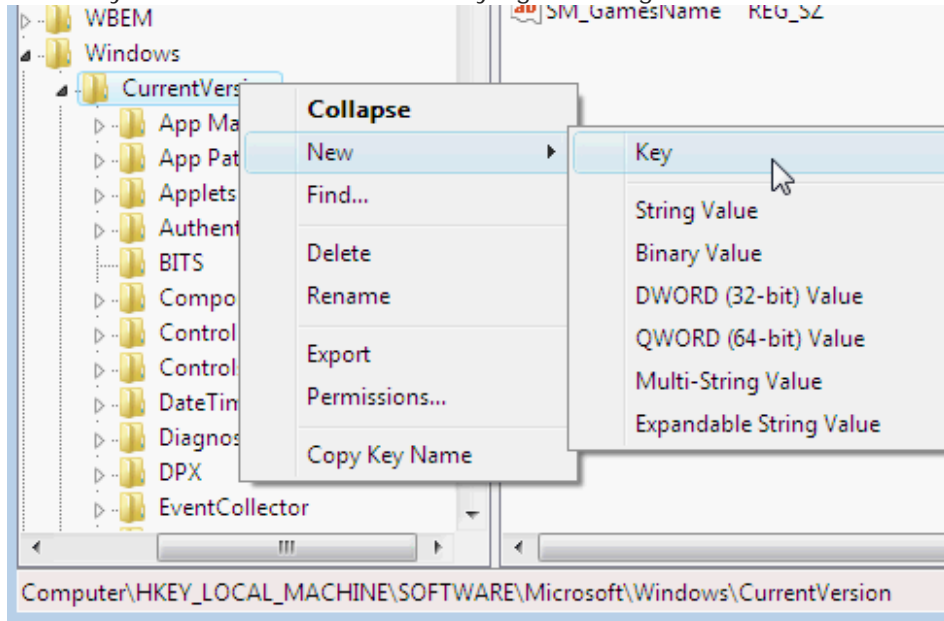 WBEM
Windows
CurrentVers
App Ma
App Pat
Applets
Authent
BITS
Compo
Control
Control
DateTim
Diagnos
DPX
EventCollector
Collapse
New
Find...
Delete
Rename
Export
Permissions...
Copy Key Name
Key
String Value
Binary Value
DWORD (32-bit) Value
QWORD (64-bit) Value
Multi-String Value
Expandable String Value
ab SM_GamesName REG_SZ
Computer\HKEY_LOCAL_MACHINE\SOFTWARE\Microsoft\Windows\CurrentVersion